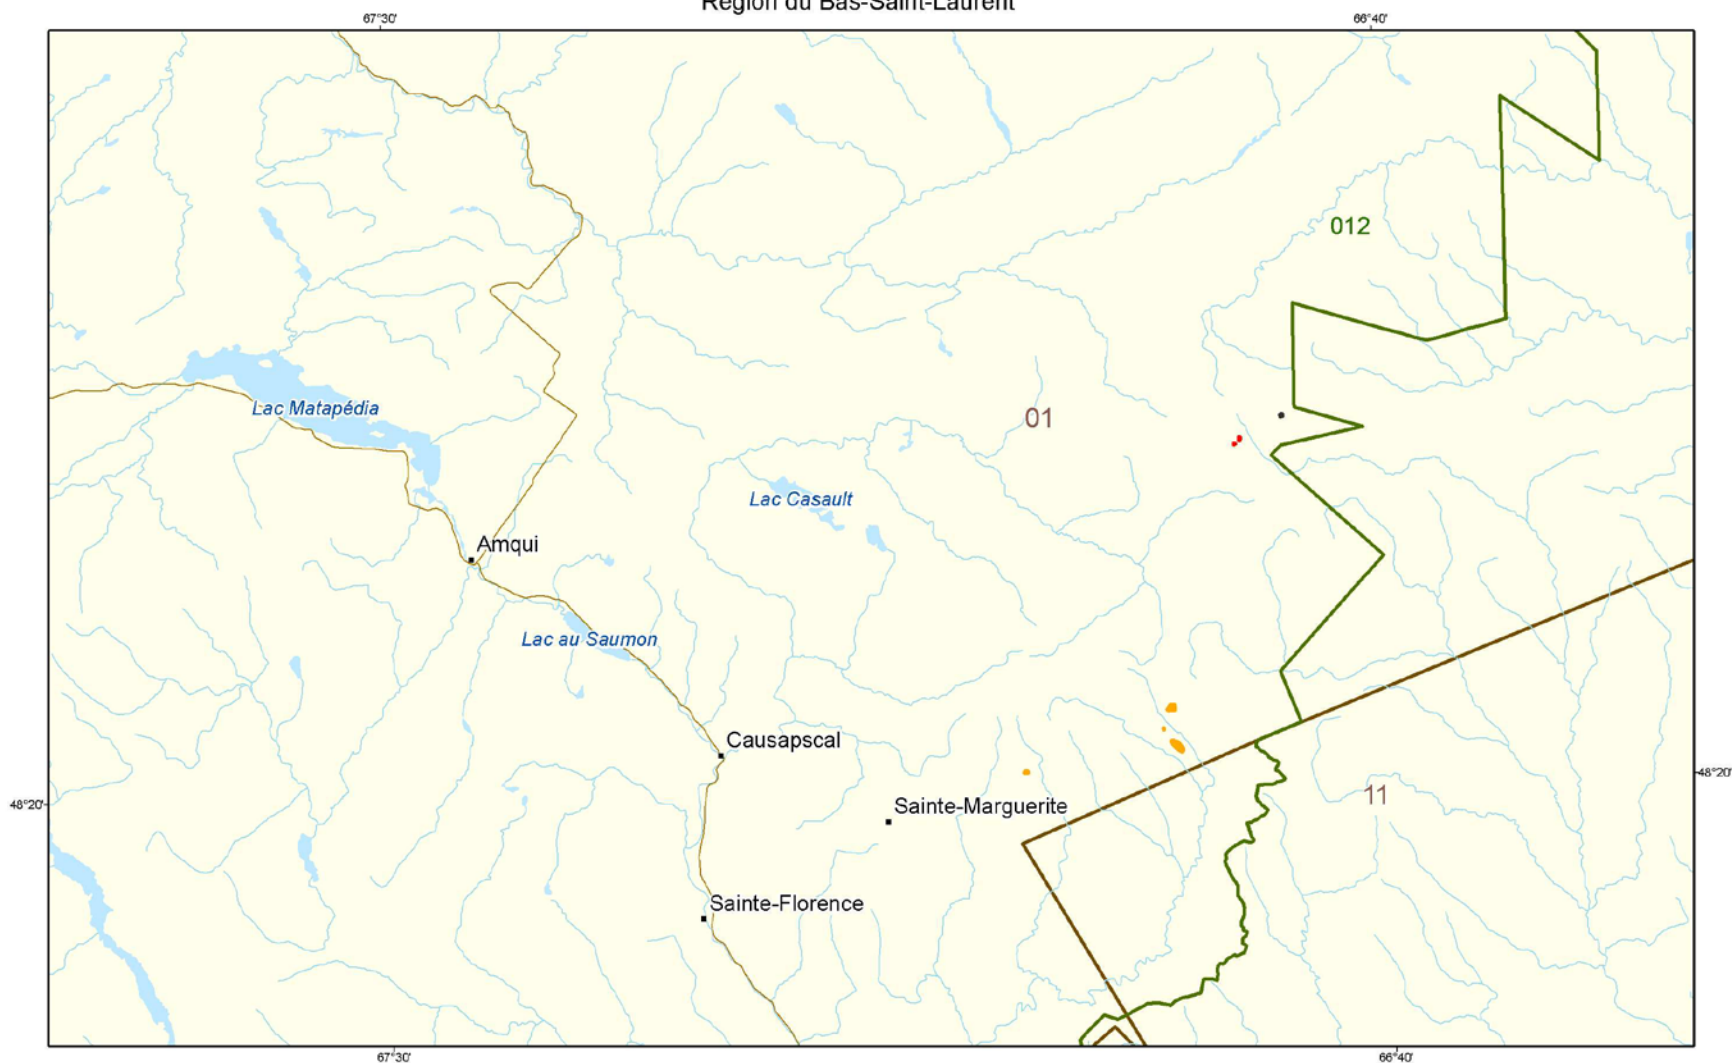 Région du Bas-Saint-Laurent
67°30'
66°40'
012
Lac Matapédia
01
Lac Casault
Amqui
Lac au Saumon
Causapscal
48°20'
11
48°20'
Sainte-Marguerite
Sainte-Florence
67°30'
66°40'